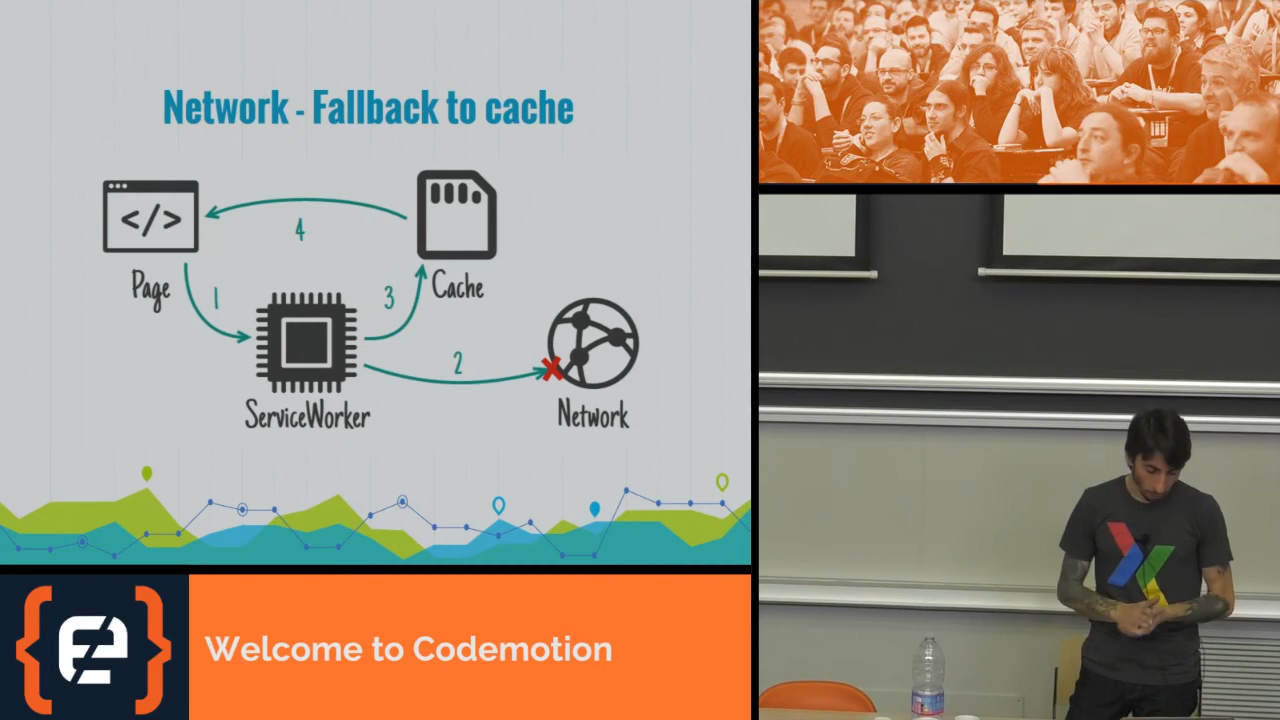 Network - Fallback to cache
</>
4
Page
1
3
Cache
2
ServiceWorker
Network
Welcome to Codemotion